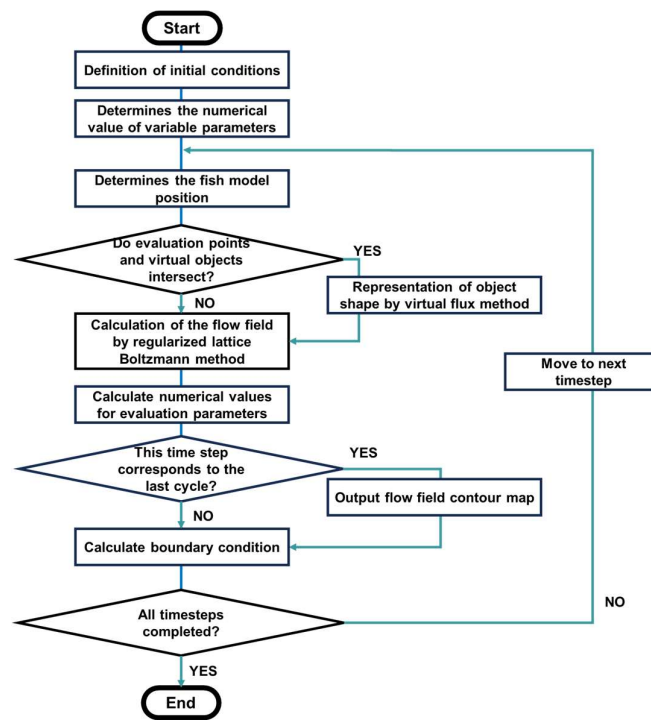 Start
Definition of initial conditions
Determines the numerical
value of variable parameters
Determines the fish model
position
Do evaluation points
and virtual objects
intersect?
YES
Representation of object
shape by virtual flux method
NO
Calculation of the flow field
by regularized lattice
Boltzmann method
Move to next
timestep
Calculate numerical values
for evaluation parameters
This time step
corresponds to the
last cycle?
YES
Output flow field contour map
NO
Calculate boundary condition
All timesteps
completed?
NO
YES
End